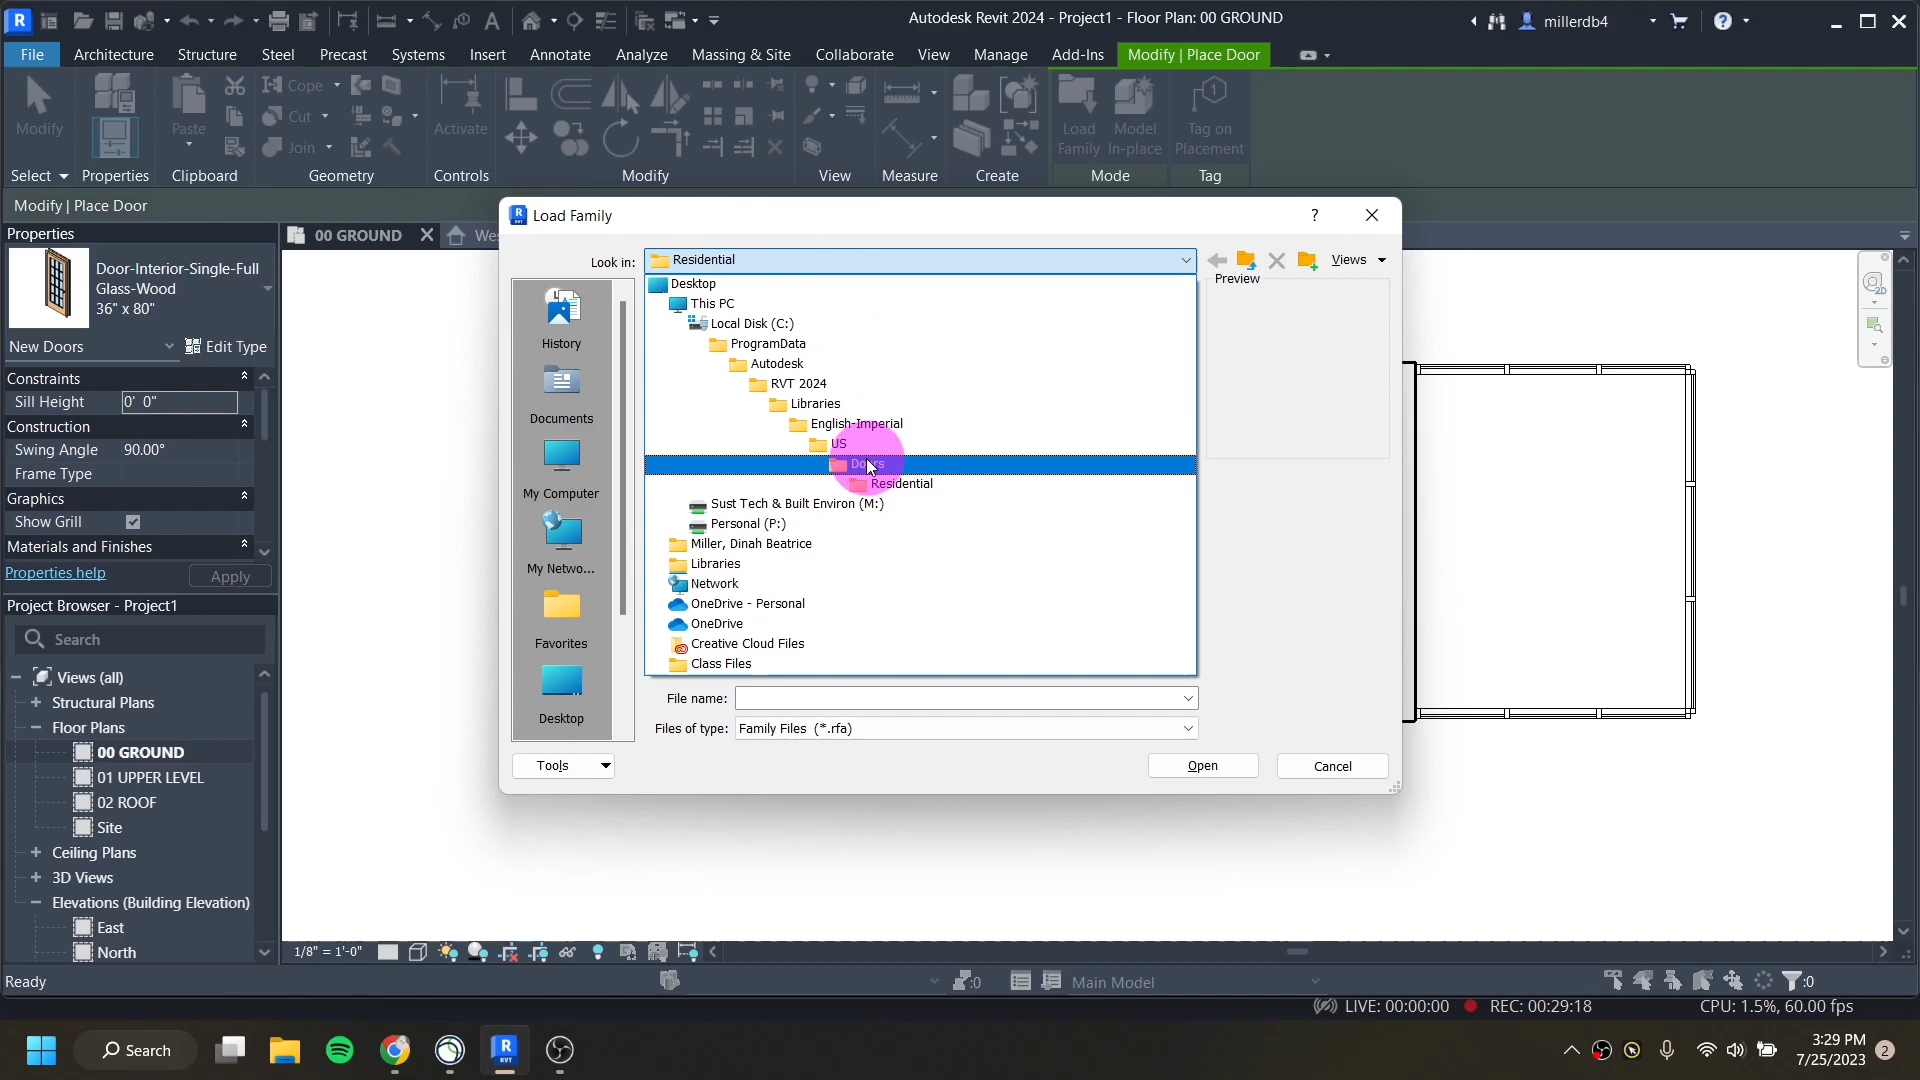 Autodesk Revit 2024 - Project1 - Floor Plan: 00 GROUND
millerdb4
File Architecture Structure Steel Precast Systems Insert Annotate Analyze Massing & Site Collaborate View Manage Add-Ins Modify | Place Door
Modify Paste Cope Cut Join Activate Load Family Model In-place Tag on Placement
Select Properties Clipboard Geometry Controls Modify View Measure Create Mode Tag
Modify | Place Door
Properties
Door-Interior-Single-Full
Glass-Wood
36" x 80"
New Doors Edit Type
Constraints
Sill Height 0' 0"
Construction
Swing Angle 90.00°
Frame Type
Graphics
Show Grill
Materials and Finishes
Properties help Apply
Project Browser - Project1
Search
Views (all)
Structural Plans
Floor Plans
00 GROUND
01 UPPER LEVEL
02 ROOF
Site
Ceiling Plans
3D Views
Elevations (Building Elevation)
East
North
00 GROUND
Load Family
?
Look in: Residential
Views
Preview
History
Documents
My Computer
My Netwo...
Favorites
Desktop
Desktop
This PC
Local Disk (C:)
ProgramData
Autodesk
RVT 2024
Libraries
English-Imperial
US
Doors
Residential
Sust Tech & Built Environ (M:)
Personal (P:)
Miller, Dinah Beatrice
Libraries
Network
OneDrive - Personal
OneDrive
Creative Cloud Files
Class Files
File name:
Files of type: Family Files (*.rfa)
Tools
Open
Cancel
1/8" = 1'-0"
Ready
:0
Main Model
:0
LIVE: 00:00:00 REC: 00:29:18 CPU: 1.5%, 60.00 fps
Search
3:29 PM
7/25/2023
2